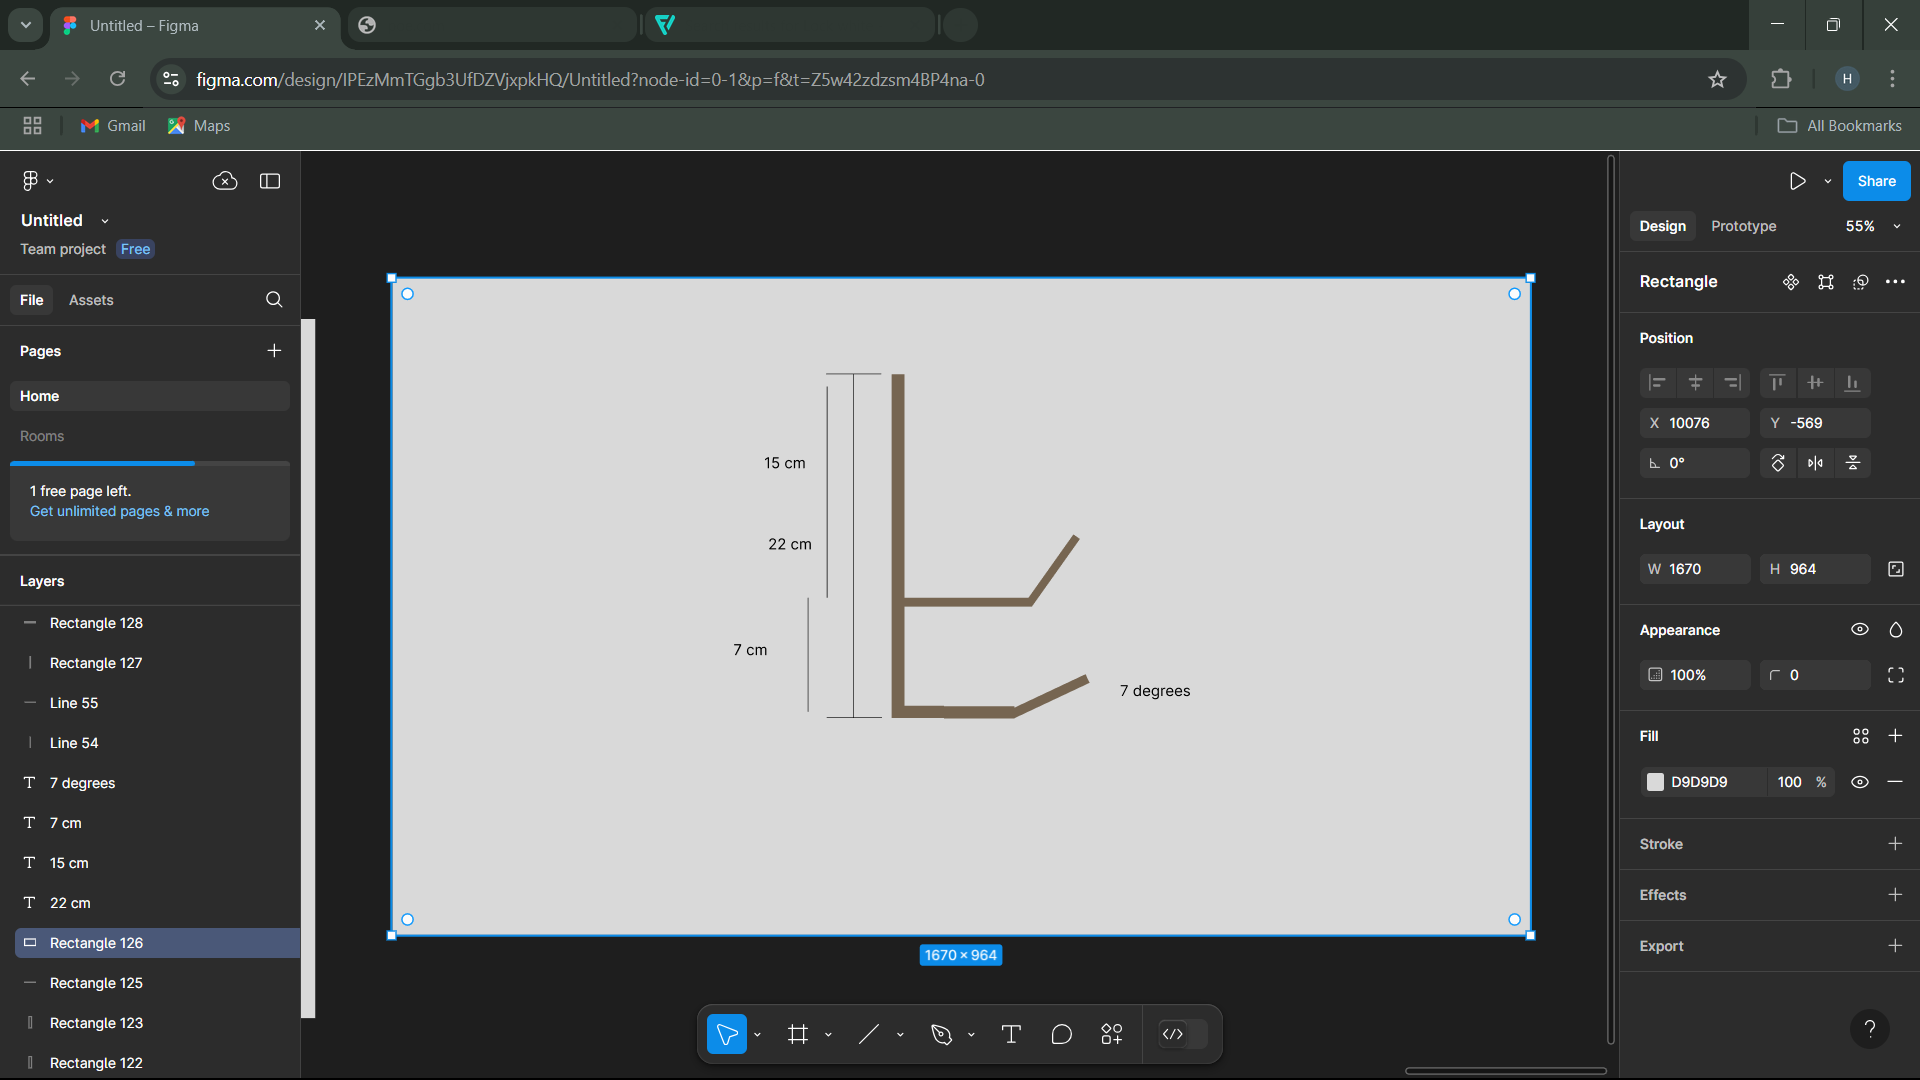 Untitled – Figma
figma.com/design/IPEzMmTGgb3UfDZVjxpkHQ/Untitled?node-id=0-1&p=f&t=Z5w42zdzsm4BP4na-0
H
Gmail
Maps
All Bookmarks
Untitled
Team project Free
File
Assets
Pages
Home
Rooms
1 free page left.
Get unlimited pages & more
Layers
Rectangle 128
Rectangle 127
Line 55
Line 54
7 degrees
7 cm
15 cm
22 cm
Rectangle 126
Rectangle 125
Rectangle 123
Rectangle 122
15 cm
22 cm
7 cm
7 degrees
1670 × 964
Share
Design
Prototype
55%
Rectangle
Position
X 10076
Y -569
0°
Layout
W 1670
H 964
Appearance
100%
0
Fill
D9D9D9
100 %
Stroke
Effects
Export
?